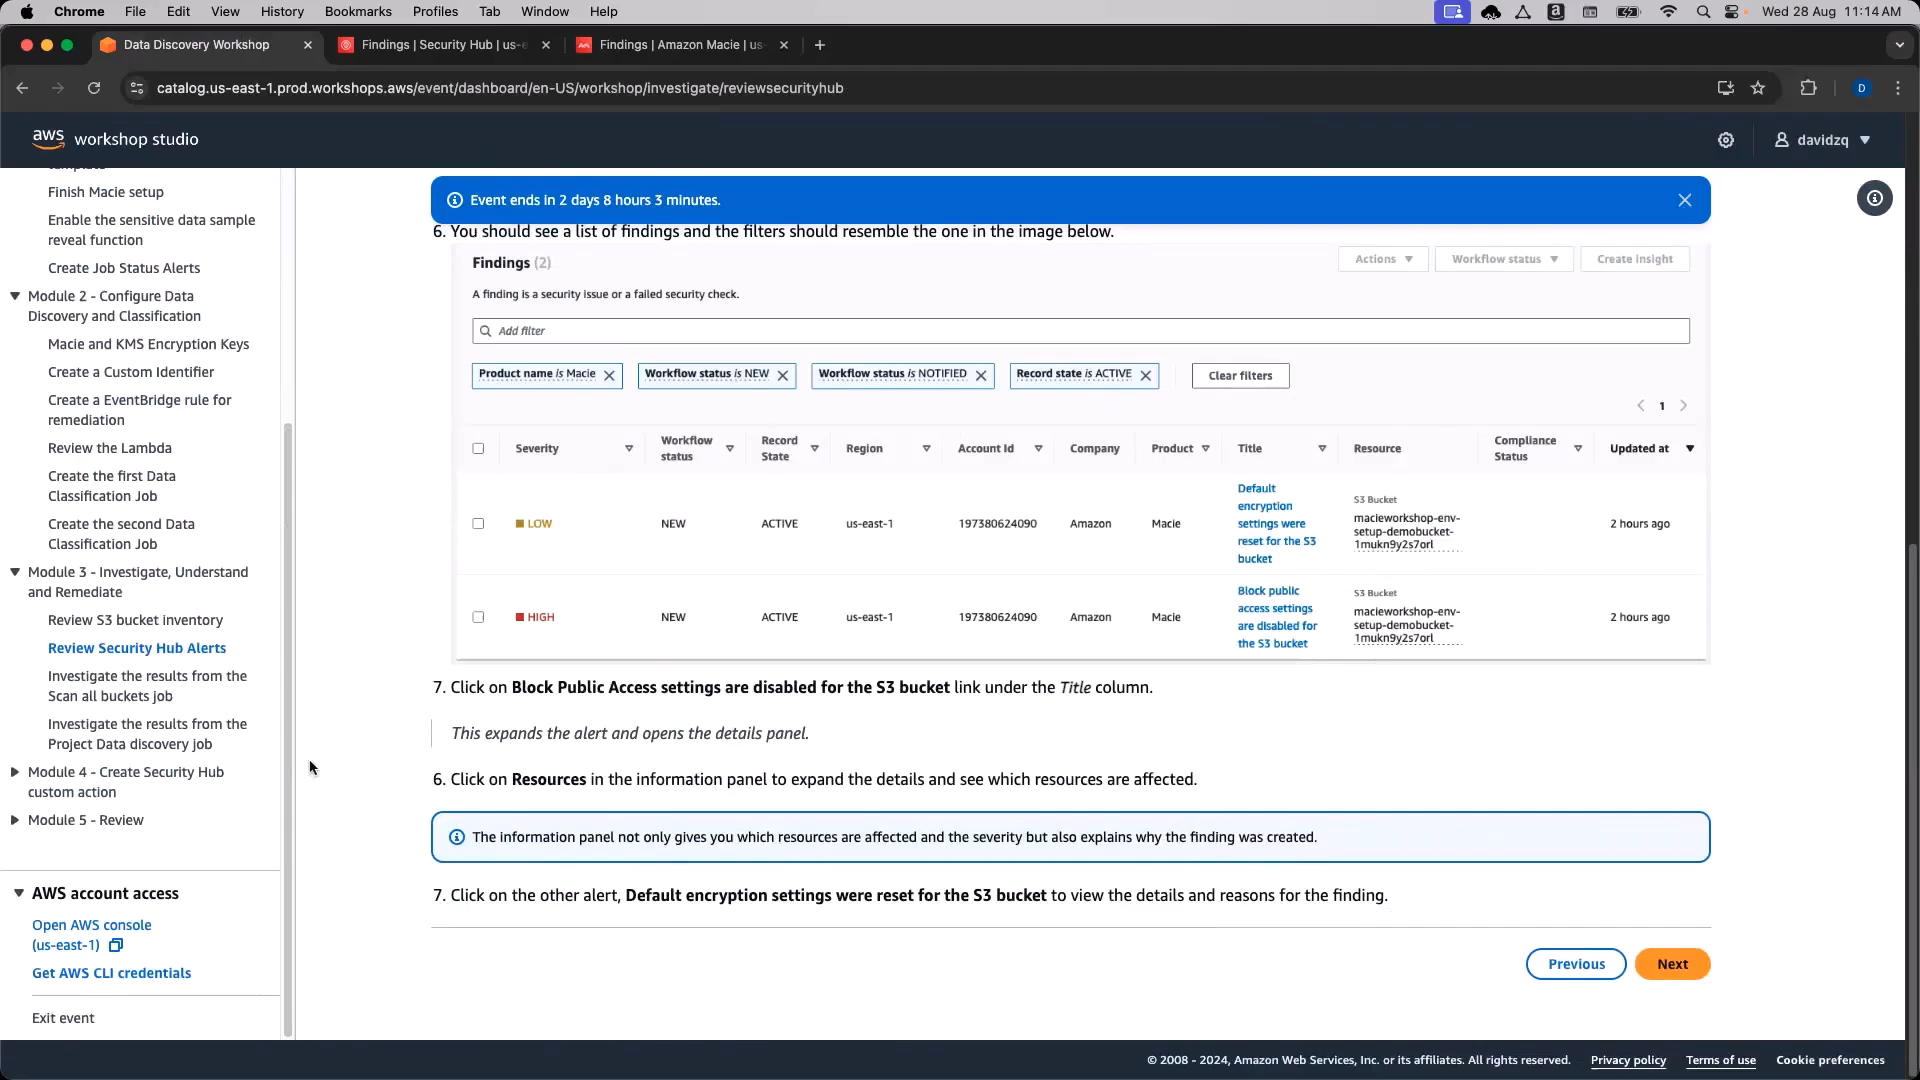 Chrome File Edit View History Bookmarks Profiles Tab Window Help
Wed 28 Aug 11:14 AM
Data Discovery Workshop
Findings | Security Hub | us-e
Findings | Amazon Macie | us-
catalog.us-east-1.prod.workshops.aws/event/dashboard/en-US/workshop/investigate/reviewsecurityhub
D
aws workshop studio
davidzq
Finish Macie setup
Enable the sensitive data sample
reveal function
Create Job Status Alerts
Module 2 - Configure Data
Discovery and Classification
Macie and KMS Encryption Keys
Create a Custom Identifier
Create a EventBridge rule for
remediation
Review the Lambda
Create the first Data
Classification Job
Create the second Data
Classification Job
Module 3 - Investigate, Understand
and Remediate
Review S3 bucket inventory
Review Security Hub Alerts
Investigate the results from the
Scan all buckets job
Investigate the results from the
Project Data discovery job
Module 4 - Create Security Hub
custom action
Module 5 - Review
AWS account access
Open AWS console
(us-east-1)
Get AWS CLI credentials
Exit event
Event ends in 2 days 8 hours 3 minutes.
6. You should see a list of findings and the filters should resemble the one in the image below.
Findings (2)
Actions
Workflow status
Create insight
A finding is a security issue or a failed security check.
Add filter
Product name is Macie
Workflow status is NEW
Workflow status is NOTIFIED
Record state is ACTIVE
Clear filters
1
Severity
Workflow
status
Record
State
Region
Account Id
Company
Product
Title
Resource
Compliance
Status
Updated at
LOW
NEW
ACTIVE
us-east-1
197380624090
Amazon
Macie
Default
encryption
settings were
reset for the S3
bucket
S3 Bucket
macieworkshop-env-
setup-demobucket-
1mukn9y2s7orl
2 hours ago
HIGH
NEW
ACTIVE
us-east-1
197380624090
Amazon
Macie
Block public
access settings
are disabled for
the S3 bucket
S3 Bucket
macieworkshop-env-
setup-demobucket-
1mukn9y2s7orl
2 hours ago
7. Click on Block Public Access settings are disabled for the S3 bucket link under the Title column.
This expands the alert and opens the details panel.
6. Click on Resources in the information panel to expand the details and see which resources are affected.
The information panel not only gives you which resources are affected and the severity but also explains why the finding was created.
7. Click on the other alert, Default encryption settings were reset for the S3 bucket to view the details and reasons for the finding.
Previous
Next
© 2008 - 2024, Amazon Web Services, Inc. or its affiliates. All rights reserved.
Privacy policy
Terms of use
Cookie preferences